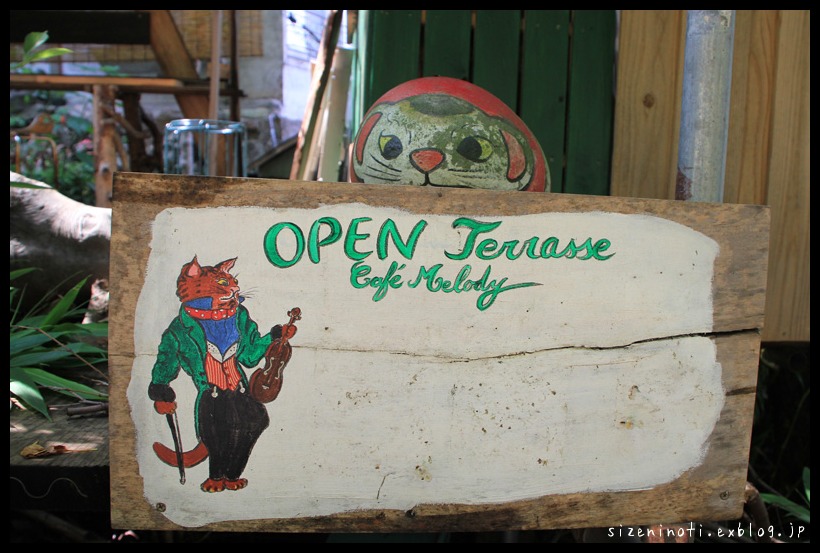 OPEN Terrasse
Café Melody
sizeninoti.exblog.jp